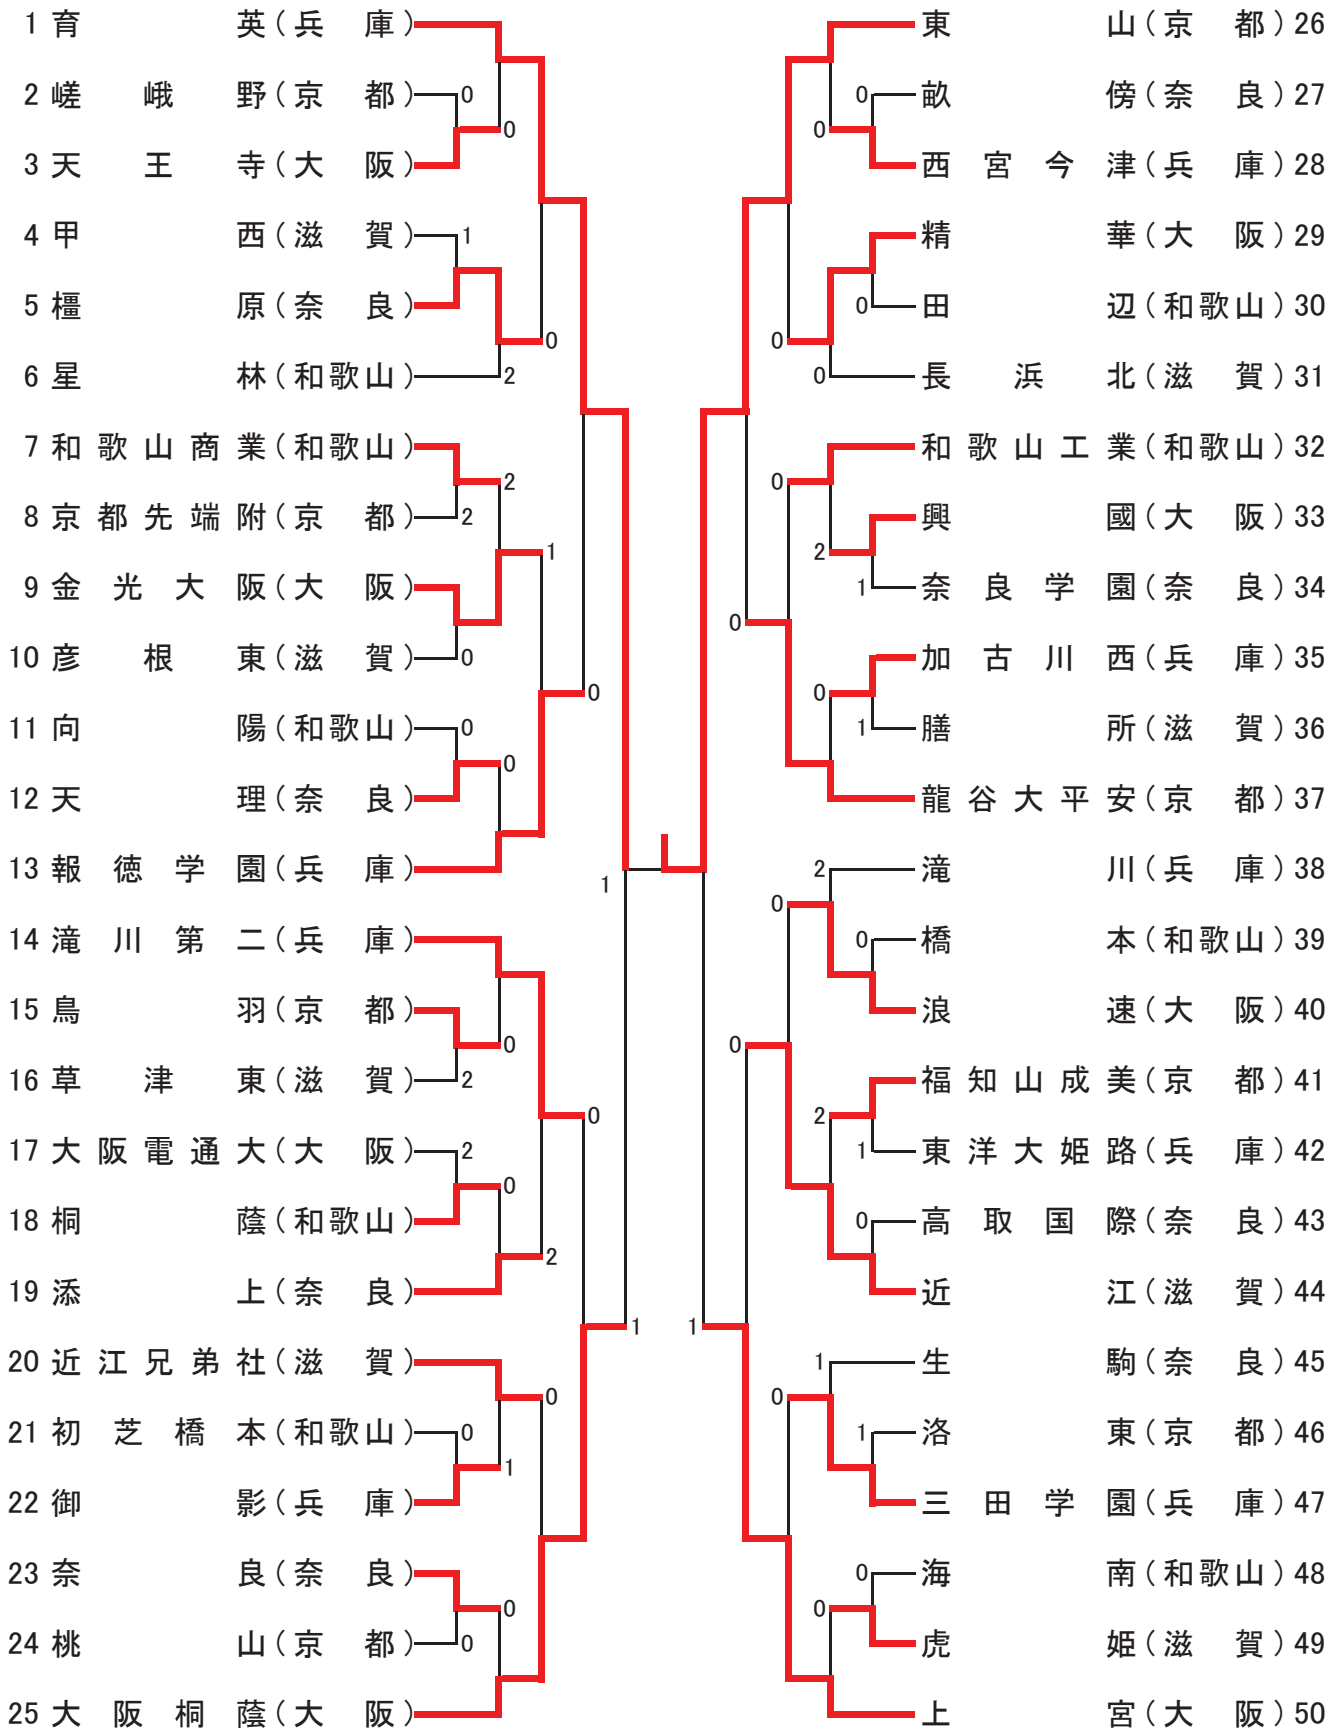 1 育英(兵庫) 東山(京都) 26
2 嵯峨野(京都) 0 0 畝傍(奈良) 27
0 0
3 天王寺(大阪) 西宮今津(兵庫) 28
4 甲西(滋賀) 1 精華(大阪) 29
5 橿原(奈良) 0 田辺(和歌山) 30
0 0
6 星林(和歌山) 2 0 長浜北(滋賀) 31
7 和歌山商業(和歌山) 和歌山工業(和歌山) 32
2 0
8 京都先端附(京都) 2 興國(大阪) 33
1 2
9 金光大阪(大阪) 1 奈良学園(奈良) 34
0
10 彦根東(滋賀) 0 加古川西(兵庫) 35
0 0
11 向陽(和歌山) 0 1 膳所(滋賀) 36
0
12 天理(奈良) 龍谷大平安(京都) 37
13 報徳学園(兵庫) 2 滝川(兵庫) 38
1 0
14 滝川第二(兵庫) 0 橋本(和歌山) 39
15 鳥羽(京都) 浪速(大阪) 40
0 0
16 草津東(滋賀) 2 福知山成美(京都) 41
0 2
17 大阪電通大(大阪) 2 1 東洋大姫路(兵庫) 42
0
18 桐蔭(和歌山) 0 高取国際(奈良) 43
2
19 添上(奈良) 近江(滋賀) 44
1 1
20 近江兄弟社(滋賀) 1 生駒(奈良) 45
0 0
21 初芝橋本(和歌山) 0 1 洛東(京都) 46
1
22 御影(兵庫) 三田学園(兵庫) 47
23 奈良(奈良) 0 海南(和歌山) 48
0 0
24 桃山(京都) 0 虎姫(滋賀) 49
25 大阪桐蔭(大阪) 上宮(大阪) 50